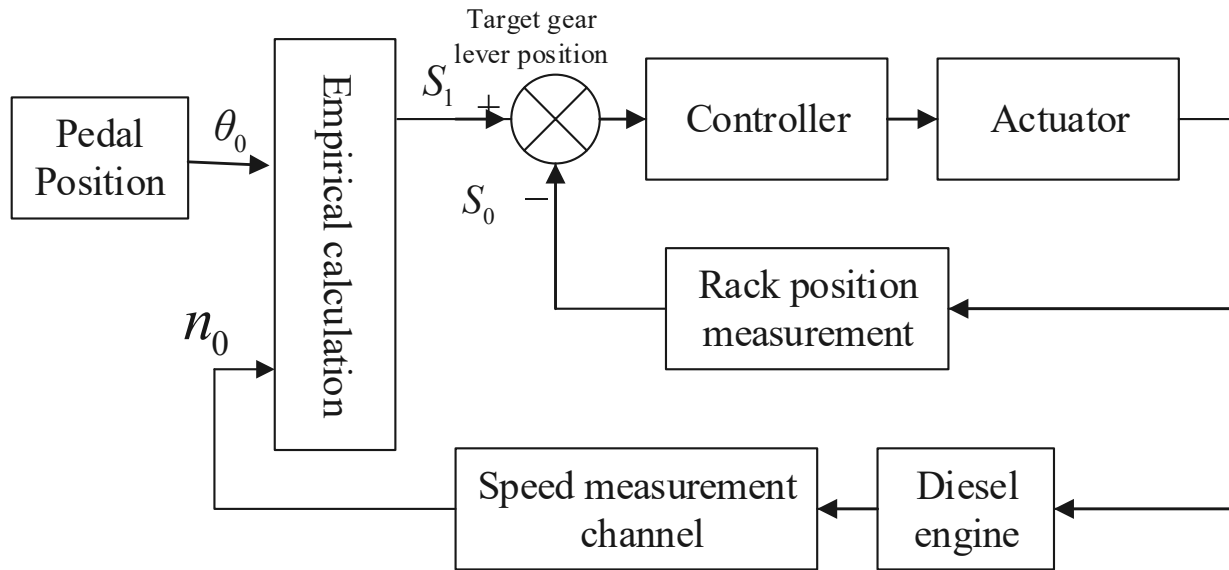 Target gear
lever position
Pedal
Position
θ₀
Empirical calculation
S₁
+
Controller
Actuator
S₀
−
Rack position
measurement
n₀
Speed measurement
channel
Diesel
engine